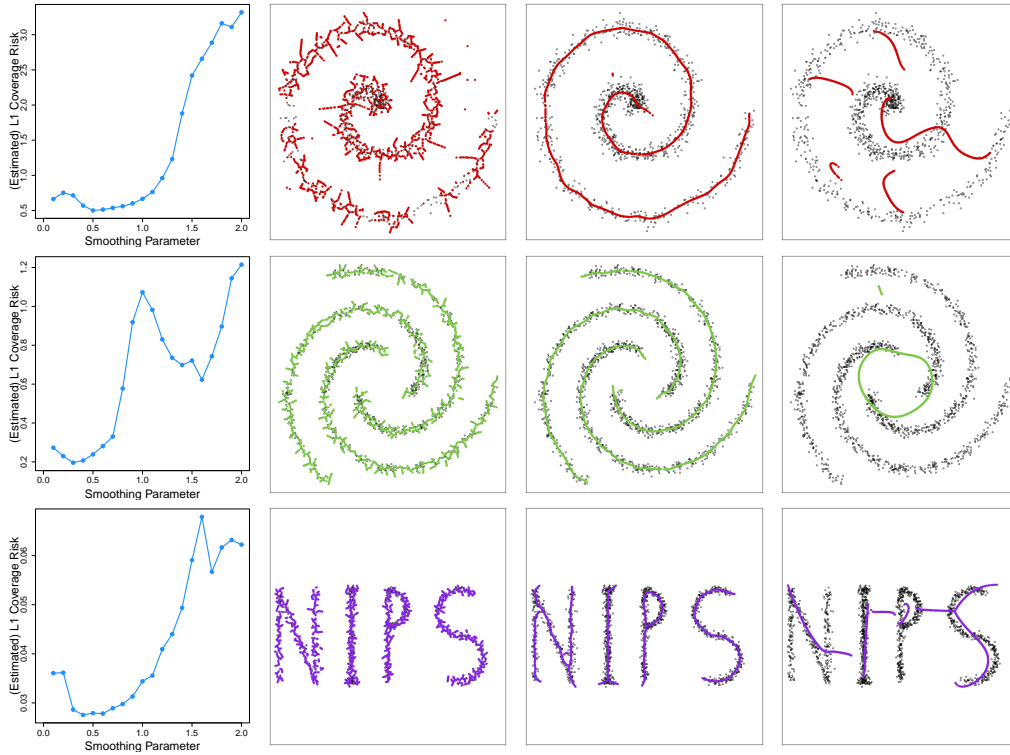 (Estimated) L1 Coverage Risk
0.5 1.0 1.5 2.0 2.5 3.0
0.0 0.5 1.0 1.5 2.0
Smoothing Parameter
(Estimated) L1 Coverage Risk
0.2 0.4 0.6 0.8 1.0 1.2
0.0 0.5 1.0 1.5 2.0
Smoothing Parameter
(Estimated) L1 Coverage Risk
0.03 0.04 0.05 0.06
0.0 0.5 1.0 1.5 2.0
Smoothing Parameter
NIPS
NIPS
NIPS